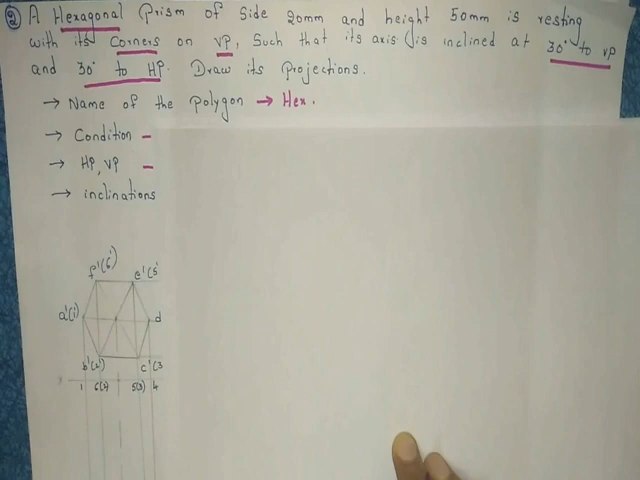 2) A Hexagonal Prism of Side 20mm and height 50mm is resting
with its Corners on VP, Such that its axis is inclined at 30° to VP
and 30° to HP. Draw its Projections.
→ Name of the Polygon → Hex.
→ Condition -
→ HP, VP -
→ inclinations
f'(6') e'(5'
a'(1') d
b'(2') c'(3
1 6(2) 5(3) 4